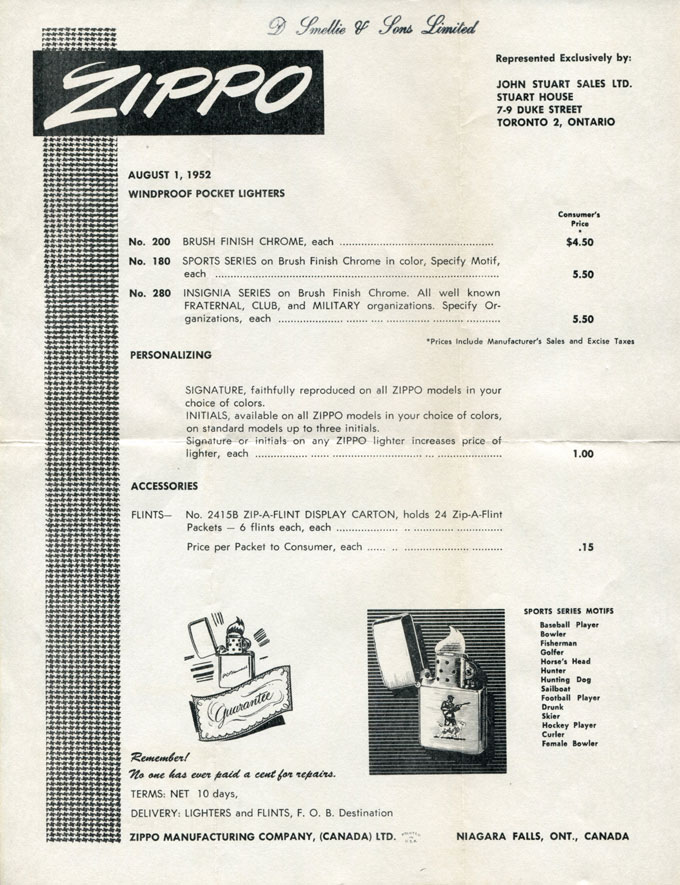 D Smellie & Sons Limited
ZIPPO
Represented Exclusively by:
JOHN STUART SALES LTD.
STUART HOUSE
7-9 DUKE STREET
TORONTO 2, ONTARIO
AUGUST 1, 1952
WINDPROOF POCKET LIGHTERS
Consumer's
Price
*
No. 200 BRUSH FINISH CHROME, each ........ $4.50
No. 180 SPORTS SERIES on Brush Finish Chrome in color, Specify Motif,
each ........ 5.50
No. 280 INSIGNIA SERIES on Brush Finish Chrome. All well known
FRATERNAL, CLUB, and MILITARY organizations. Specify Or-
ganizations, each ........ 5.50
*Prices Include Manufacturer's Sales and Excise Taxes
PERSONALIZING
SIGNATURE, faithfully reproduced on all ZIPPO models in your
choice of colors.
INITIALS, available on all ZIPPO models in your choice of colors,
on standard models up to three initials.
Signature or initials on any ZIPPO lighter increases price of
lighter, each ........ 1.00
ACCESSORIES
FLINTS— No. 2415B ZIP-A-FLINT DISPLAY CARTON, holds 24 Zip-A-Flint
Packets — 6 flints each, each ........
Price per Packet to Consumer, each ........ .15
Guarantee
SPORTS SERIES MOTIFS
Baseball Player
Bowler
Fisherman
Golfer
Horse's Head
Hunter
Hunting Dog
Sailboat
Football Player
Drunk
Skier
Hockey Player
Curler
Female Bowler
Remember!
No one has ever paid a cent for repairs.
TERMS: NET 10 days,
DELIVERY: LIGHTERS and FLINTS, F. O. B. Destination
ZIPPO MANUFACTURING COMPANY, (CANADA) LTD.
PRINTED
IN
U.S.A.
NIAGARA FALLS, ONT., CANADA